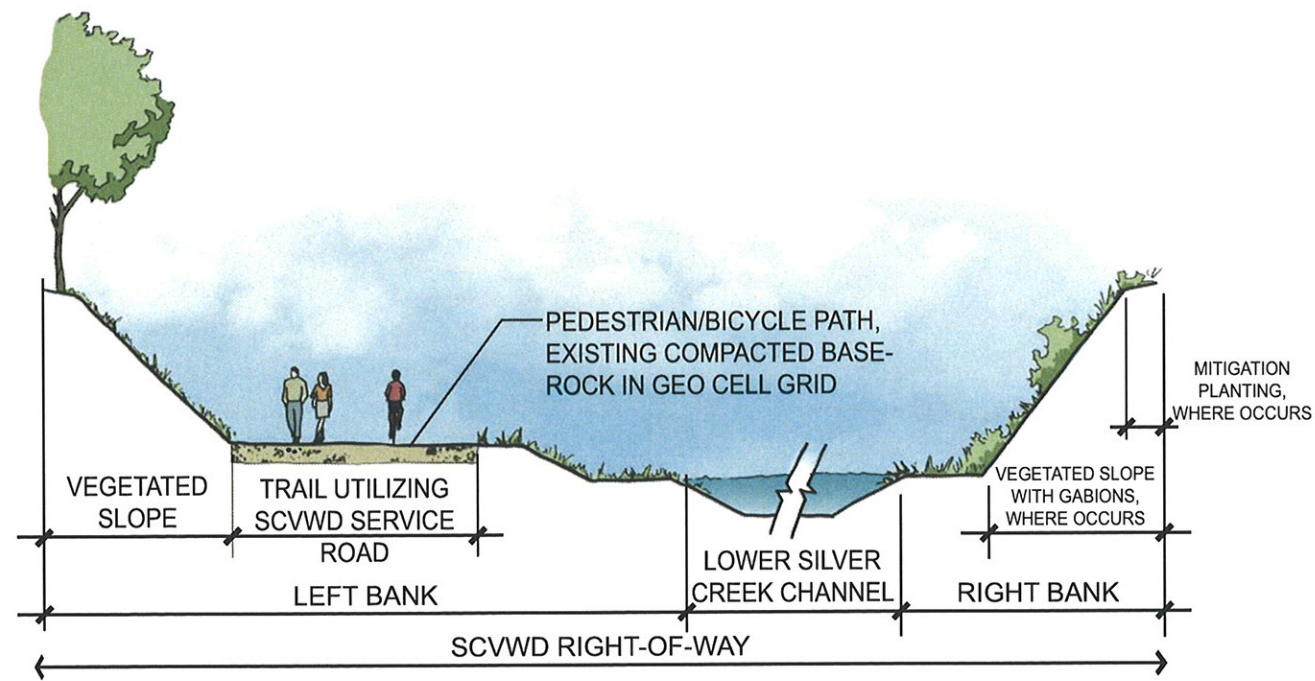 PEDESTRIAN/BICYCLE PATH,
EXISTING COMPACTED BASE-
ROCK IN GEO CELL GRID
MITIGATION
PLANTING,
WHERE OCCURS
VEGETATED
SLOPE
TRAIL UTILIZING
SCVWD SERVICE
ROAD
VEGETATED SLOPE
WITH GABIONS,
WHERE OCCURS
LEFT BANK
LOWER SILVER
CREEK CHANNEL
RIGHT BANK
SCVWD RIGHT-OF-WAY